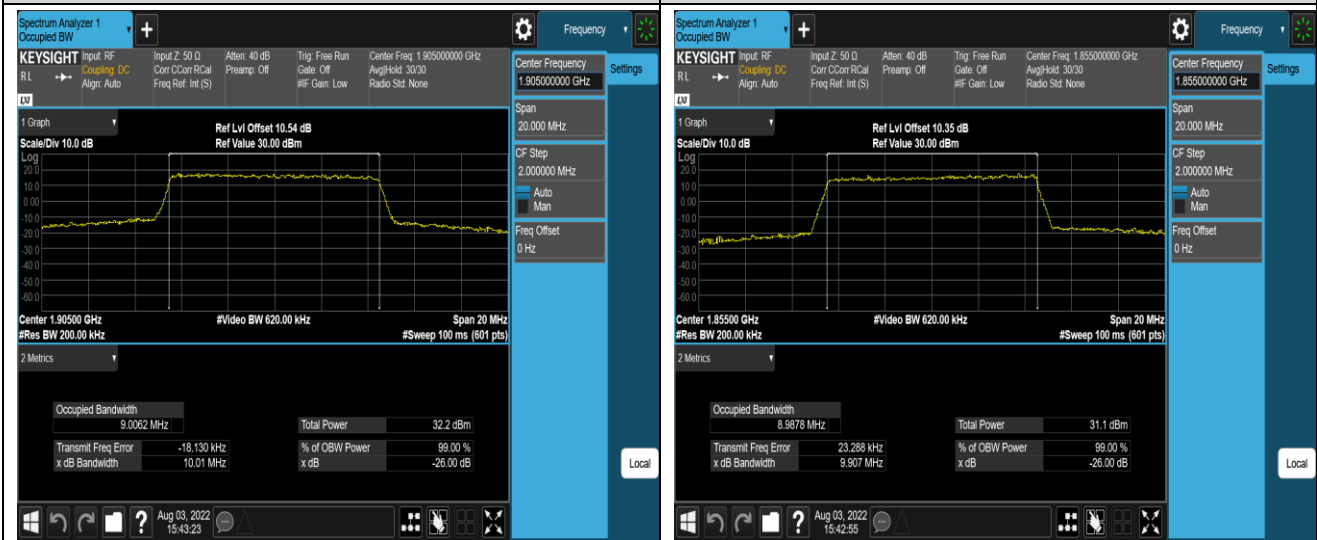 Spectrum Analyzer 1
Occupied BW
Frequency
KEYSIGHT Input: RF
Coupling: DC
Align: Auto
RL
LXI
Input Z: 50 Ω
Corr CCorr RCal
Freq Ref: Int (S)
Atten: 40 dB
Preamp: Off
Trig: Free Run
Gate: Off
#IF Gain: Low
Center Freq: 1.905000000 GHz
Avg|Hold: 30/30
Radio Std: None
Center Frequency
1.905000000 GHz
Settings
Span
20.000 MHz
CF Step
2.000000 MHz
Auto
Man
Freq Offset
0 Hz
Local
1 Graph
Scale/Div 10.0 dB
Ref Lvl Offset 10.54 dB
Ref Value 30.00 dBm
Log
20.0
10.0
0.00
-10.0
-20.0
-30.0
-40.0
-50.0
-60.0
Center 1.90500 GHz
#Res BW 200.00 kHz
#Video BW 620.00 kHz
Span 20 MHz
#Sweep 100 ms (601 pts)
2 Metrics
Occupied Bandwidth
9.0062 MHz
Total Power 32.2 dBm
Transmit Freq Error -18.130 kHz
% of OBW Power 99.00 %
x dB Bandwidth 10.01 MHz
x dB -26.00 dB
?
Aug 03, 2022
15:43:23
Spectrum Analyzer 1
Occupied BW
Frequency
KEYSIGHT Input: RF
Coupling: DC
Align: Auto
RL
LXI
Input Z: 50 Ω
Corr CCorr RCal
Freq Ref: Int (S)
Atten: 40 dB
Preamp: Off
Trig: Free Run
Gate: Off
#IF Gain: Low
Center Freq: 1.855000000 GHz
Avg|Hold: 30/30
Radio Std: None
Center Frequency
1.855000000 GHz
Settings
Span
20.000 MHz
CF Step
2.000000 MHz
Auto
Man
Freq Offset
0 Hz
Local
1 Graph
Scale/Div 10.0 dB
Ref Lvl Offset 10.35 dB
Ref Value 30.00 dBm
Log
20.0
10.0
0.00
-10.0
-20.0
-30.0
-40.0
-50.0
-60.0
Center 1.85500 GHz
#Res BW 200.00 kHz
#Video BW 620.00 kHz
Span 20 MHz
#Sweep 100 ms (601 pts)
2 Metrics
Occupied Bandwidth
8.9878 MHz
Total Power 31.1 dBm
Transmit Freq Error 23.288 kHz
% of OBW Power 99.00 %
x dB Bandwidth 9.907 MHz
x dB -26.00 dB
?
Aug 03, 2022
15:42:55